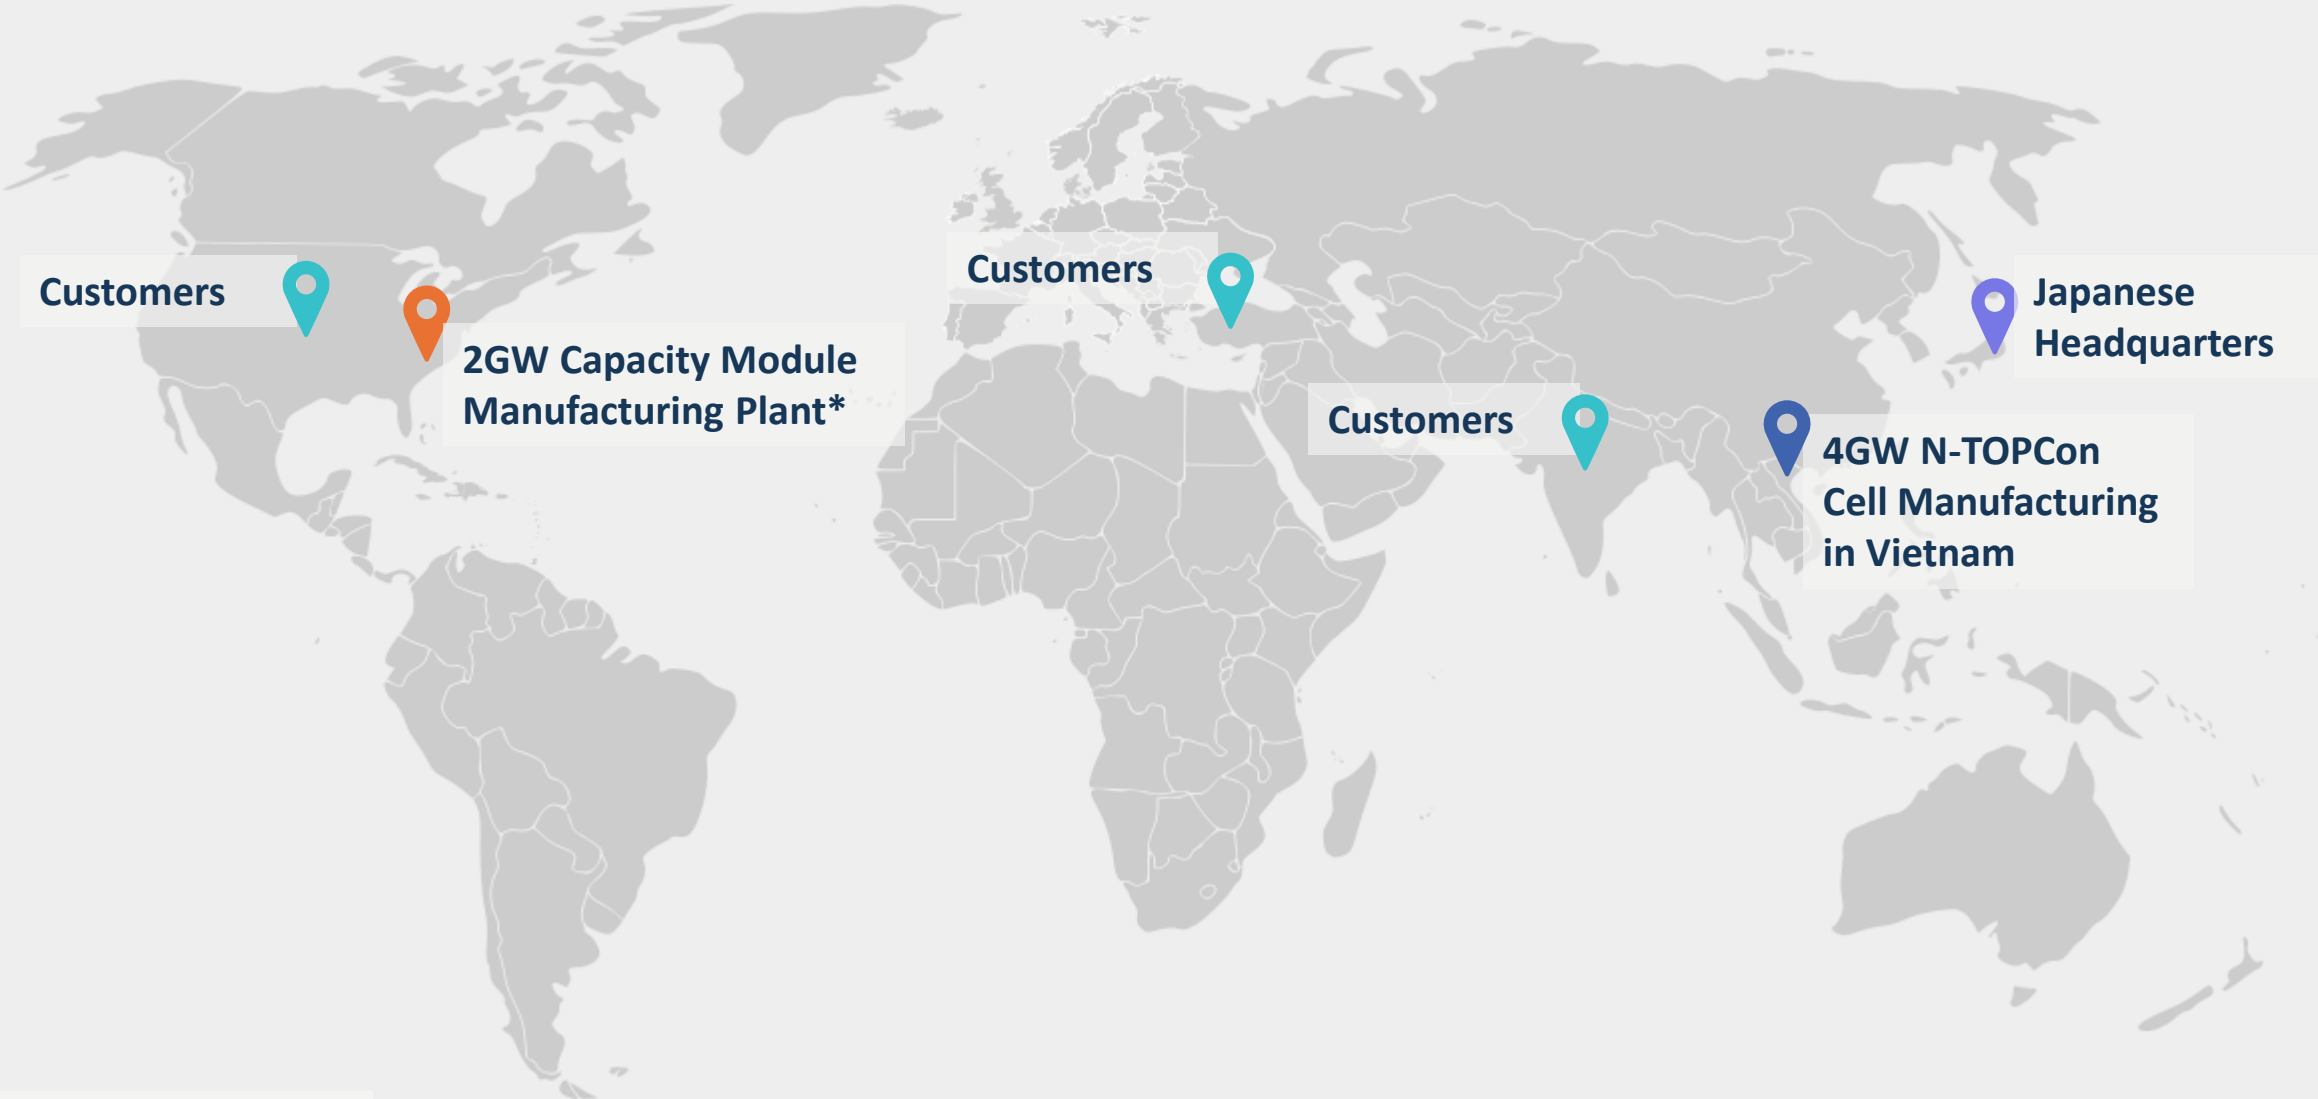 Customers
2GW Capacity Module
Manufacturing Plant*
Customers
Customers
Japanese
Headquarters
4GW N-TOPCon
Cell Manufacturing
in Vietnam